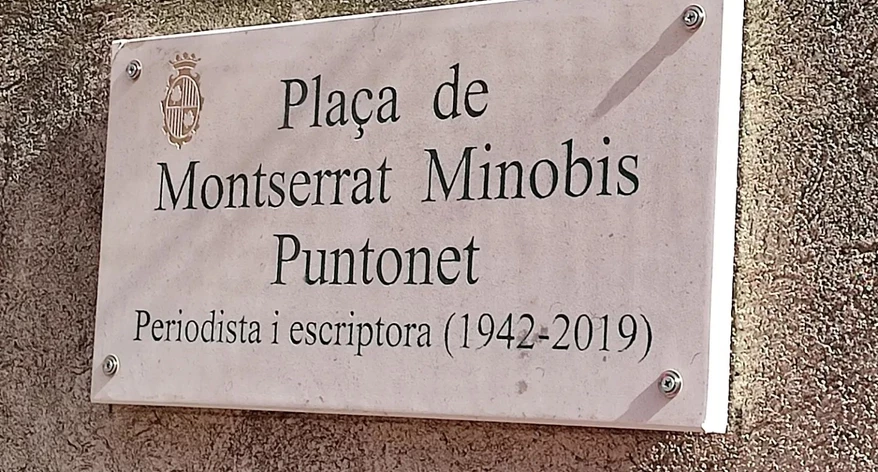 Plaça de
Montserrat Minobis
Puntonet
Periodista i escriptora (1942-2019)